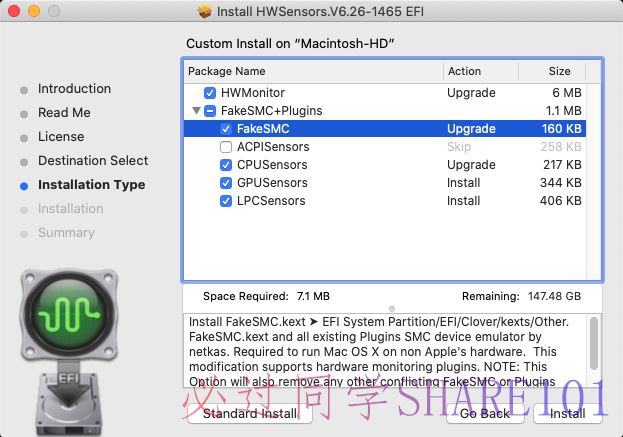 Install HWSensors.V6.26-1465 EFI
Custom Install on “Macintosh-HD”
Package Name Action Size
HWMonitor Upgrade 6 MB
FakeSMC+Plugins 1.1 MB
FakeSMC Upgrade 160 KB
ACPISensors Skip 258 KB
CPUSensors Upgrade 217 KB
GPUSensors Install 344 KB
LPCSensors Install 406 KB
Introduction
Read Me
License
Destination Select
Installation Type
Installation
Summary
Space Required: 7.1 MB Remaining: 147.48 GB
Install FakeSMC.kext ➤ EFI System Partition/EFI/Clover/kexts/Other.
FakeSMC.kext and all existing Plugins SMC device emulator by
netkas. Required to run Mac OS X on non Apple's hardware. This
modification supports hardware monitoring plugins. NOTE: This
Option will also remove any other conflicting FakeSMC or Plugins
EFI
必过同学SHARE101
Standard Install Go Back Install